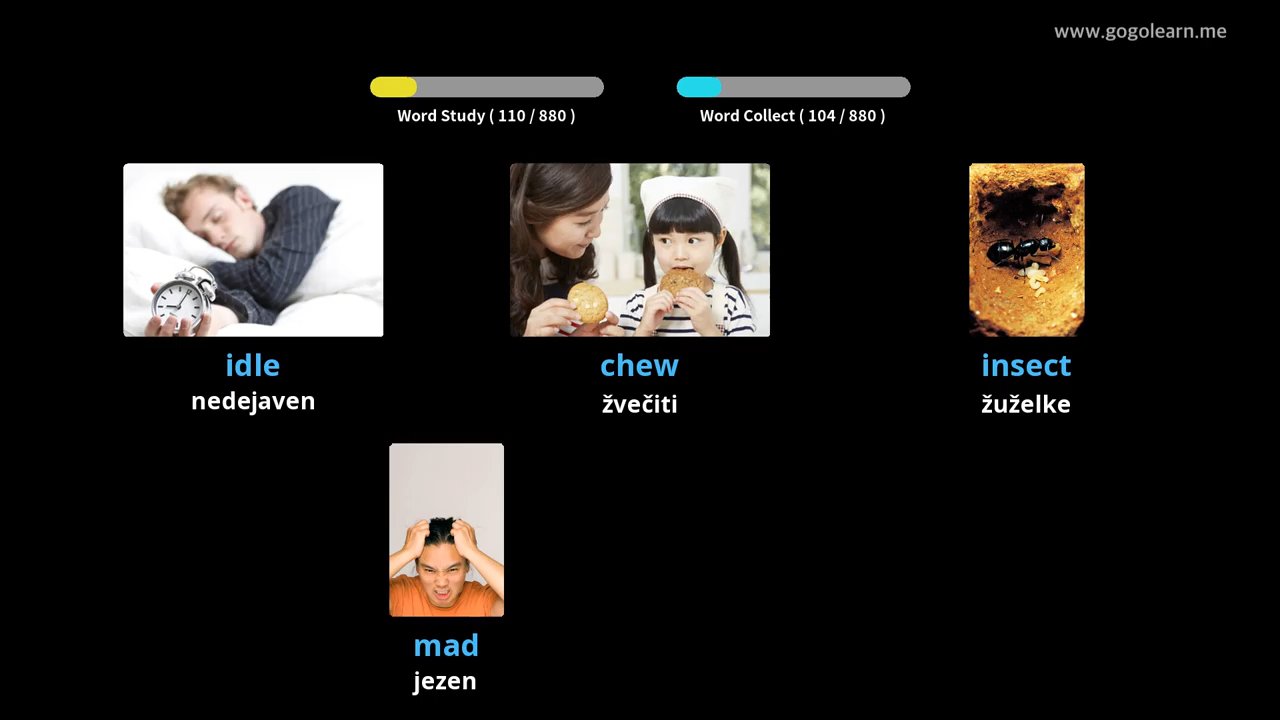 www.gogolearn.me
Word Study ( 110 / 880 )
Word Collect ( 104 / 880 )
idle
nedejaven
chew
žvečiti
insect
žuželke
mad
jezen